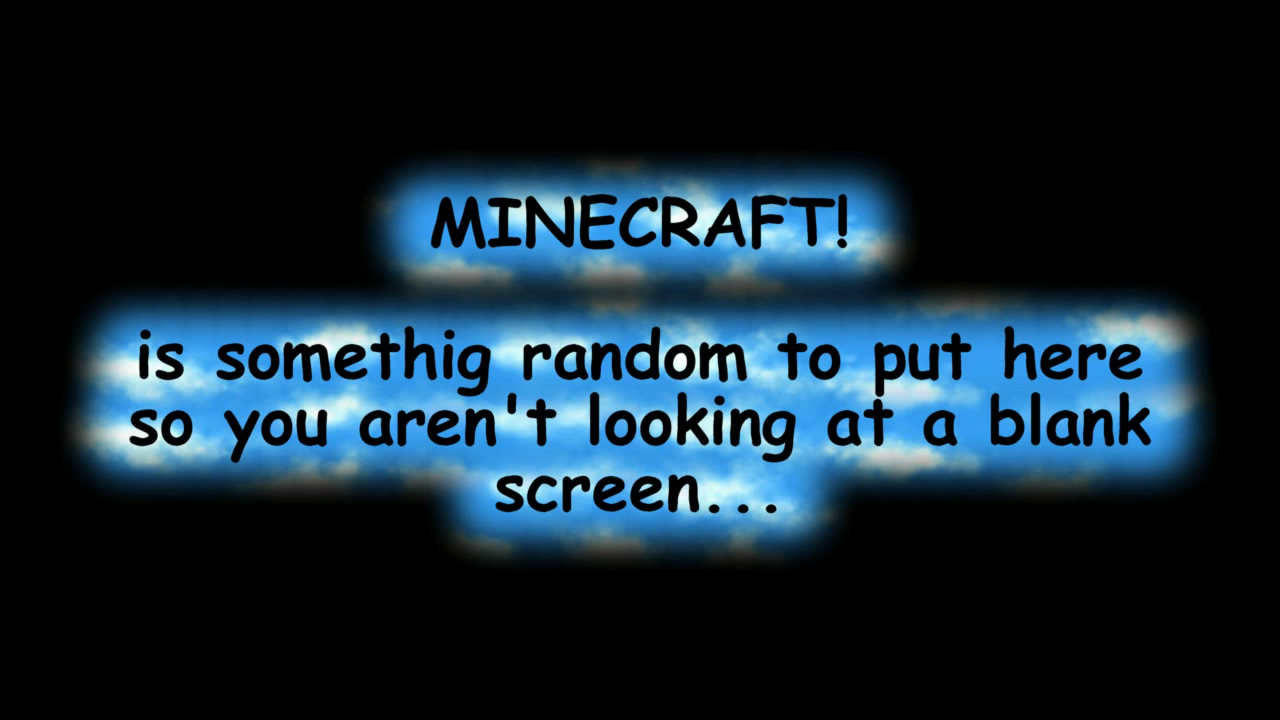 MINECRAFT!
is somethig random to put here
so you aren't looking at a blank
screen...